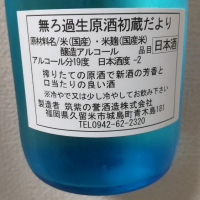 無ろ過生原酒初蔵だより
原材料名/米(国産)・米麹(国産米)
醸造アルコール
品目 日本酒
アルコール分19度 日本酒度 -2
搾りたての原酒で新酒の芳香と
口当たりの良い酒
※冷やで又は少し冷やしてお飲み下さい
製造者 筑紫の誉酒造株式会社
福岡県久留米市城島町青木島181
TEL0942-62-2320